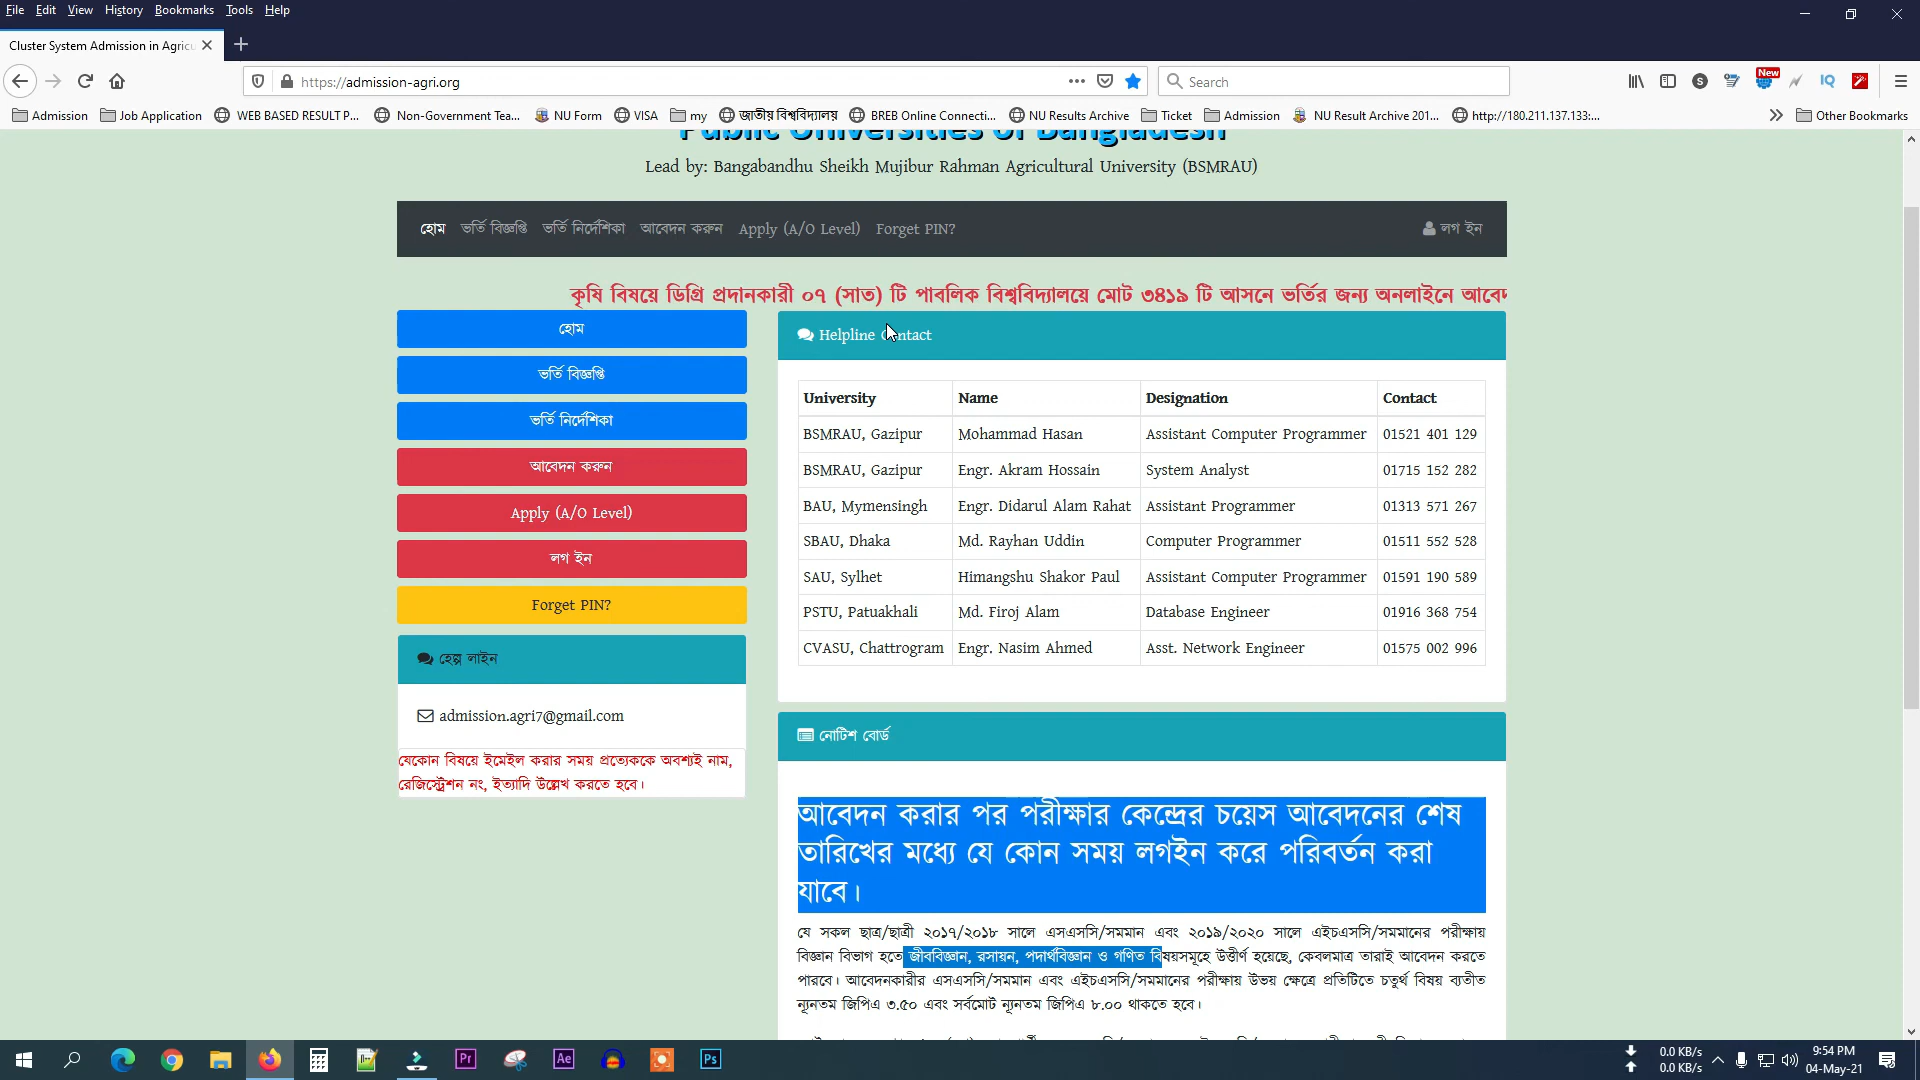 File Edit View History Bookmarks Tools Help
Cluster System Admission in Agricu
https://admission-agri.org
Search
New
Admission Job Application WEB BASED RESULT P... Non-Government Tea... NU Form VISA my জাতীয় বিশ্ববিদ্যালয় BREB Online Connecti... NU Results Archive Ticket Admission NU Result Archive 201... http://180.211.137.133:... Other Bookmarks
Public Universities of Bangladesh
Lead by: Bangabandhu Sheikh Mujibur Rahman Agricultural University (BSMRAU)
হোম ভর্তি বিজ্ঞপ্তি ভর্তি নির্দেশিকা আবেদন করুন Apply (A/O Level) Forget PIN? লগ ইন
কৃষি বিষয়ে ডিগ্রি প্রদানকারী ০৭ (সাত) টি পাবলিক বিশ্ববিদ্যালয়ে মোট ৩৪১৯ টি আসনে ভর্তির জন্য অনলাইনে আবেদ
হোম
ভর্তি বিজ্ঞপ্তি
ভর্তি নির্দেশিকা
আবেদন করুন
Apply (A/O Level)
লগ ইন
Forget PIN?
হেল্প লাইন
admission.agri7@gmail.com
যেকোন বিষয়ে ইমেইল করার সময় প্রত্যেককে অবশ্যই নাম,
রেজিস্ট্রেশন নং, ইত্যাদি উল্লেখ করতে হবে।
Helpline Contact
University Name Designation Contact
BSMRAU, Gazipur Mohammad Hasan Assistant Computer Programmer 01521 401 129
BSMRAU, Gazipur Engr. Akram Hossain System Analyst 01715 152 282
BAU, Mymensingh Engr. Didarul Alam Rahat Assistant Programmer 01313 571 267
SBAU, Dhaka Md. Rayhan Uddin Computer Programmer 01511 552 528
SAU, Sylhet Himangshu Shakor Paul Assistant Computer Programmer 01591 190 589
PSTU, Patuakhali Md. Firoj Alam Database Engineer 01916 368 754
CVASU, Chattrogram Engr. Nasim Ahmed Asst. Network Engineer 01575 002 996
নোটিশ বোর্ড
আবেদন করার পর পরীক্ষার কেন্দ্রের চয়েস আবেদনের শেষ
তারিখের মধ্যে যে কোন সময় লগইন করে পরিবর্তন করা
যাবে।
যে সকল ছাত্র/ছাত্রী ২০১৭/২০১৮ সালে এসএসসি/সমমান এবং ২০১৯/২০২০ সালে এইচএসসি/সমমানের পরীক্ষায়
বিজ্ঞান বিভাগ হতে জীববিজ্ঞান, রসায়ন, পদার্থবিজ্ঞান ও গণিত বিষয়সমূহে উত্তীর্ণ হয়েছে, কেবলমাত্র তারাই আবেদন করতে
পারবে। আবেদনকারীর এসএসসি/সমমান এবং এইচএসসি/সমমানের পরীক্ষায় উভয় ক্ষেত্রে প্রতিটিতে চতুর্থ বিষয় ব্যতীত
ন্যূনতম জিপিএ ৩.৫০ এবং সর্বমোট ন্যূনতম জিপিএ ৮.০০ থাকতে হবে।
0.0 KB/s
0.0 KB/s
9:54 PM
04-May-21